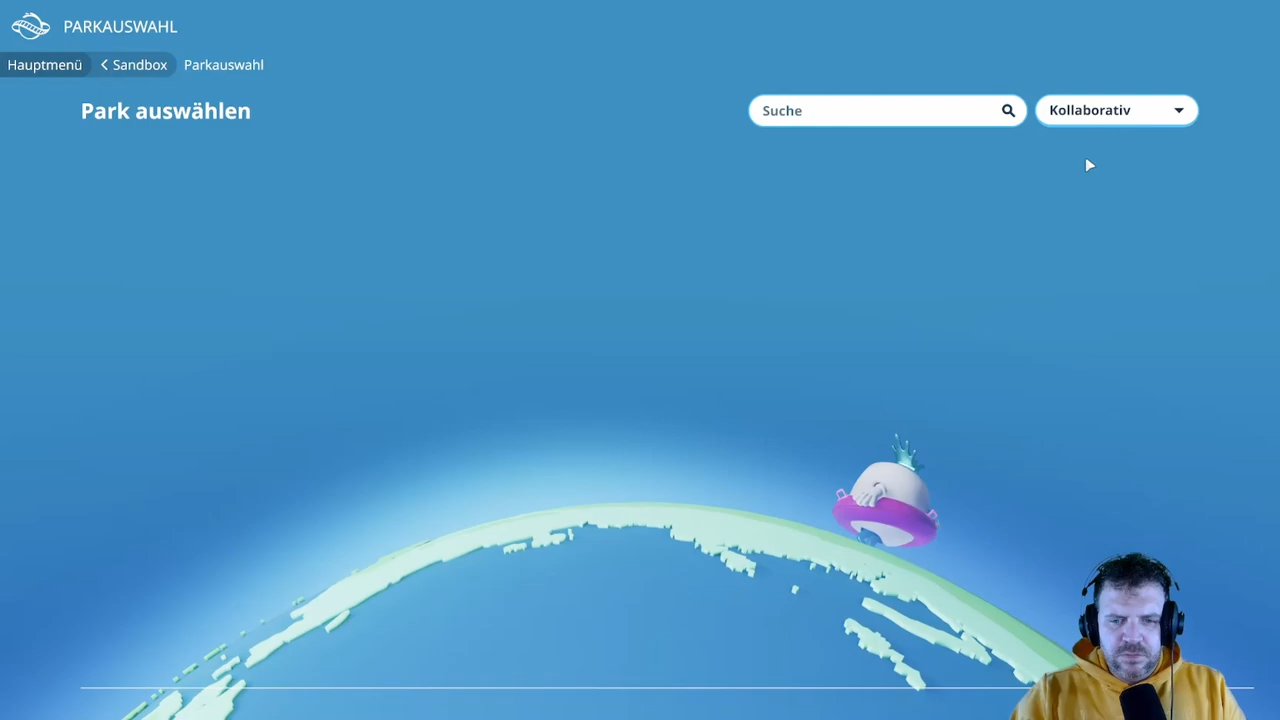 PARKAUSWAHL
Hauptmenü Sandbox Parkauswahl
Park auswählen
Suche Kollaborativ